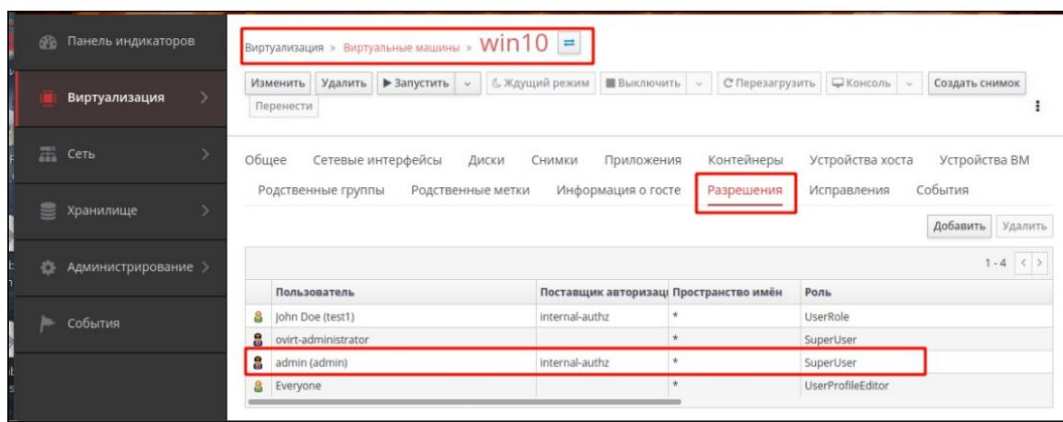 Панель индикаторов
Виртуализация
Сеть
Хранилище
Администрирование
События
Виртуализация » Виртуальные машины » win10
Изменить Удалить Запустить Ждущий режим Выключить Перезагрузить Консоль Создать снимок
Перенести
Общее Сетевые интерфейсы Диски Снимки Приложения Контейнеры Устройства хоста Устройства ВМ
Родственные группы Родственные метки Информация о госте Разрешения Исправления События
Добавить Удалить
1 - 4
Пользователь Поставщик авторизаци Пространство имён Роль
John Doe (test1) internal-authz * UserRole
ovirt-administrator * SuperUser
admin (admin) internal-authz * SuperUser
Everyone * UserProfileEditor